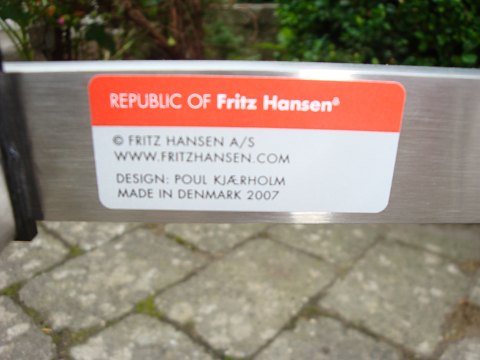 REPUBLIC OF Fritz Hansen®
© FRITZ HANSEN A/S
WWW.FRITZHANSEN.COM
DESIGN: POUL KJÆRHOLM
MADE IN DENMARK 2007